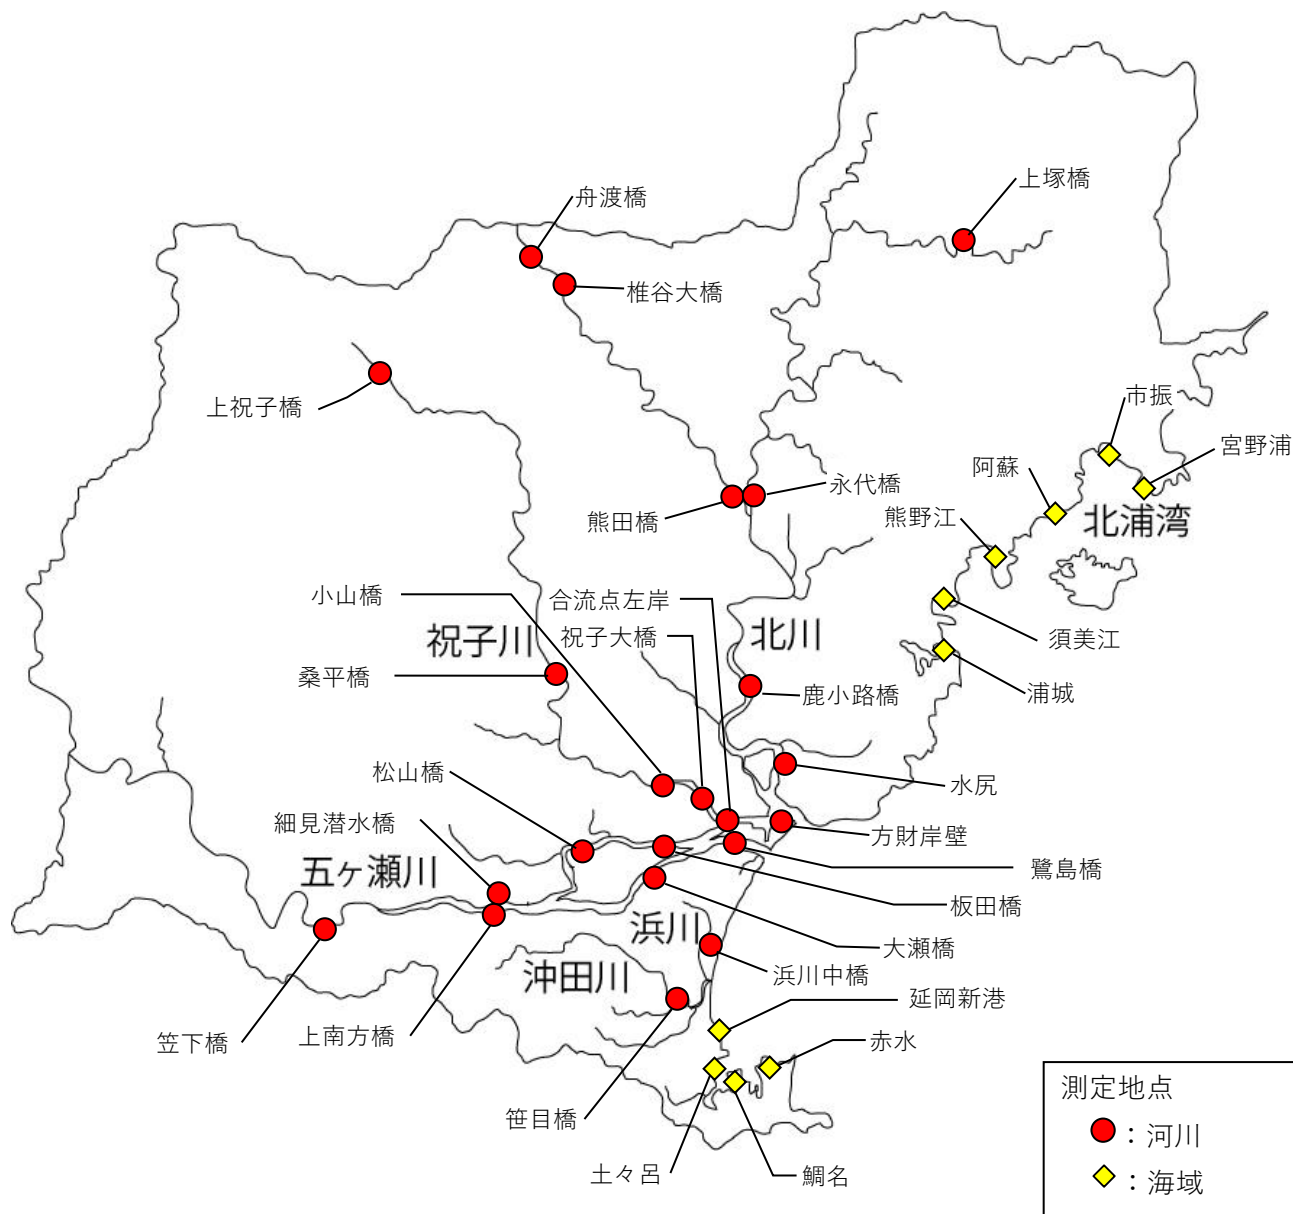 上塚橋
舟渡橋
椎谷大橋
上祝子橋
市振
宮野浦
阿蘇
永代橋
北浦湾
熊野江
熊田橋
小山橋
合流点左岸
祝子川
祝子大橋
北川
須美江
桑平橋
鹿小路橋
浦城
松山橋
水尻
細見潜水橋
方財岸壁
五ヶ瀬川
鷺島橋
板田橋
浜川
大瀬橋
沖田川
浜川中橋
延岡新港
笠下橋
上南方橋
赤水
笹目橋
土々呂
鯛名
測定地点
：河川
：海域